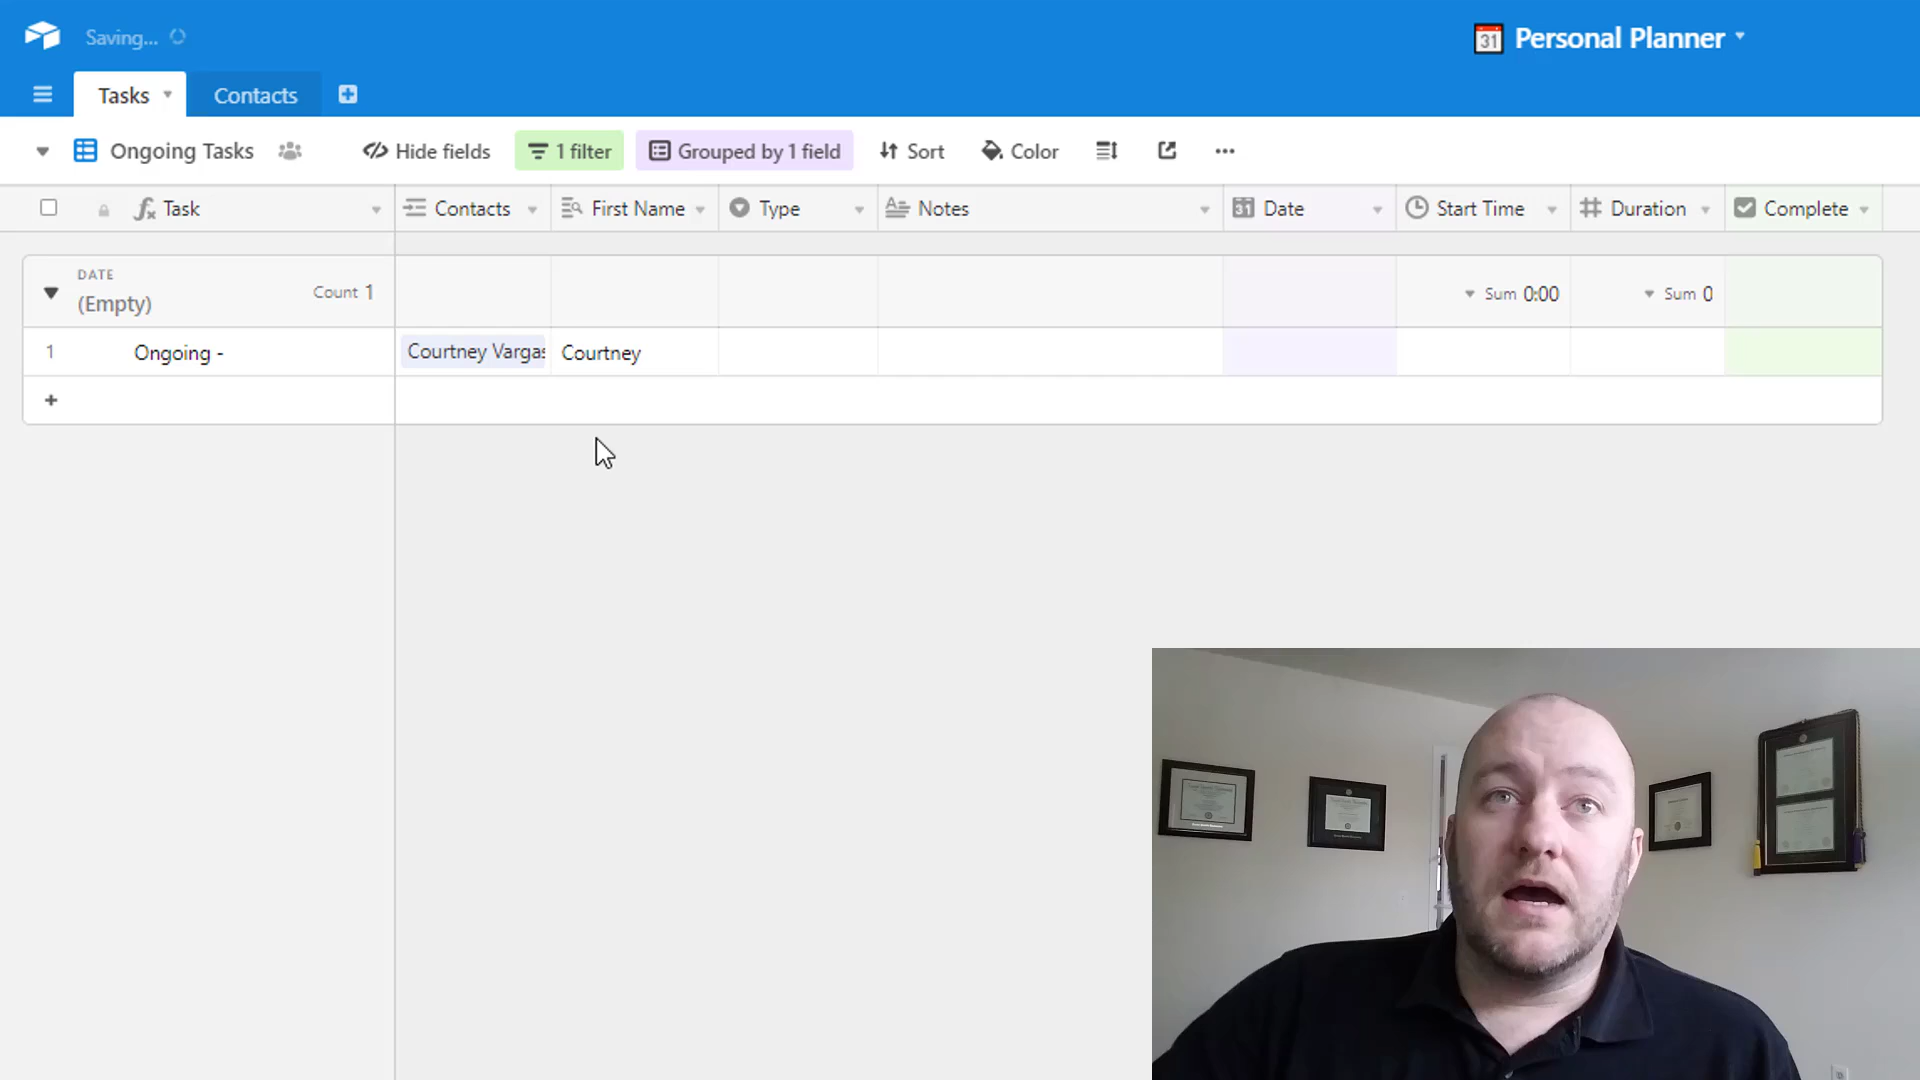 Saving...
31 Personal Planner
Tasks Contacts
Ongoing Tasks Hide fields 1 filter Grouped by 1 field Sort Color
Task Contacts First Name Type Notes 31 Date Start Time Duration Complete
DATE
(Empty) Count 1 Sum 0:00 Sum 0
1 Ongoing - Courtney Vargas Courtney